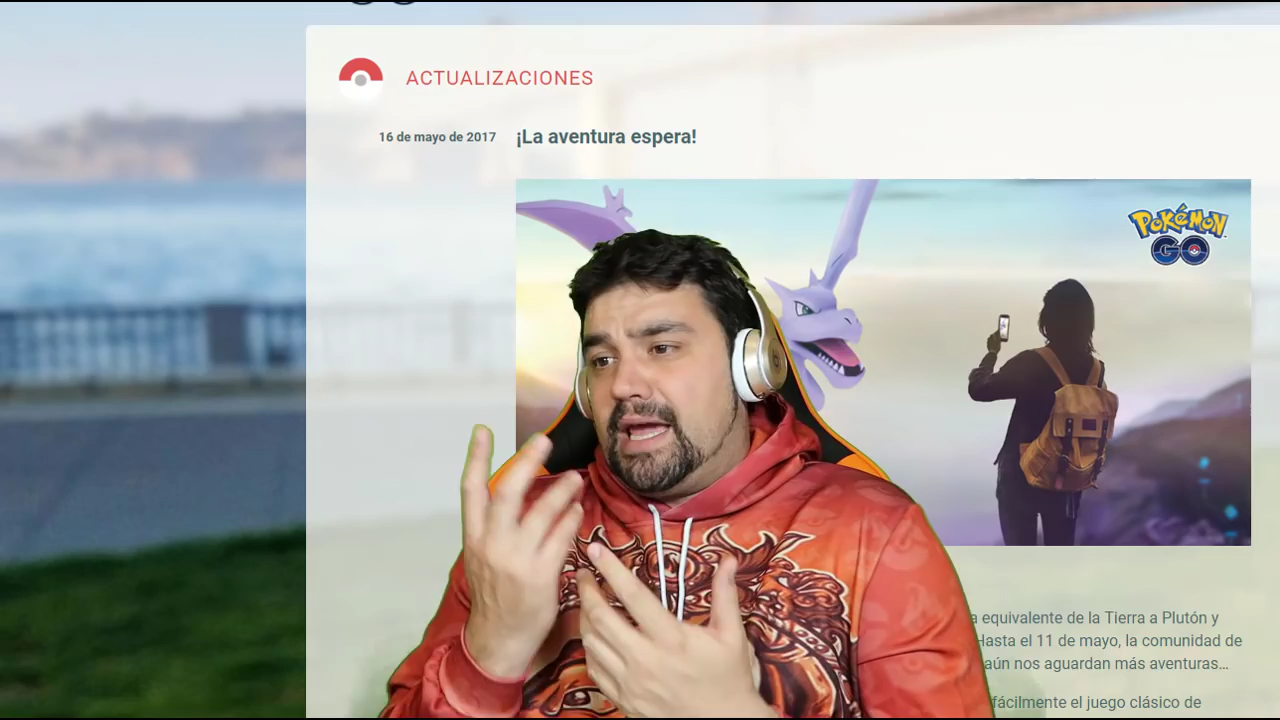 ACTUALIZACIONES
16 de mayo de 2017 ¡La aventura espera!
POKéMON
GO
equivalente de la Tierra a Plutón y
Hasta el 11 de mayo, la comunidad de
aún nos aguardan más aventuras…
fácilmente el juego clásico de